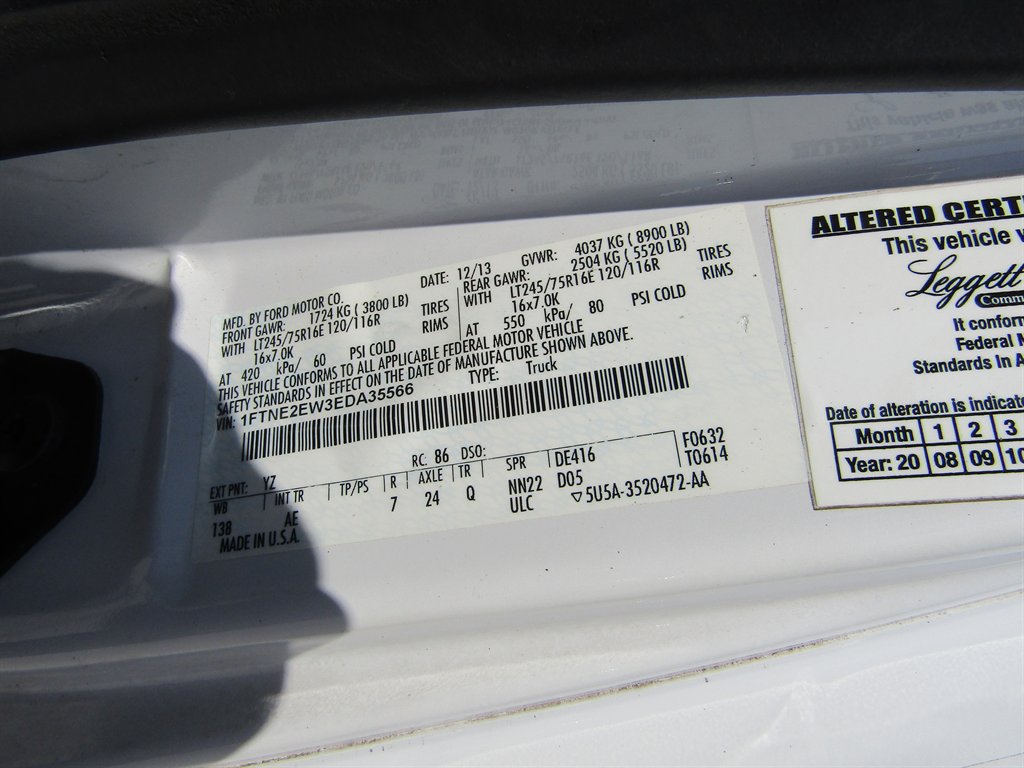 MFD. BY FORD MOTOR CO. DATE: 12/13 GVWR: 4037 KG ( 8900 LB)
FRONT GAWR: 1724 KG ( 3800 LB) REAR GAWR: 2504 KG ( 5520 LB)
WITH LT245/75R16E 120/116R TIRES WITH LT245/75R16E 120/116R TIRES
16x7.0K RIMS 16x7.0K RIMS
AT 420 kPa/ 60 PSI COLD AT 550 kPa/ 80 PSI COLD
THIS VEHICLE CONFORMS TO ALL APPLICABLE FEDERAL MOTOR VEHICLE
SAFETY STANDARDS IN EFFECT ON THE DATE OF MANUFACTURE SHOWN ABOVE.
VIN: 1FTNE2EW3EDA35566 TYPE: Truck
EXT PNT: YZ RC: 86 DSO: F0632
WB INT TR TP/PS R AXLE TR SPR DE416 T0614
138 AE 7 24 Q NN22 D05
ULC ▽5U5A-3520472-AA
MADE IN U.S.A.
ALTERED CERT
This vehicle
Leggett
Comm
It conform
Federal
Standards In
Date of alteration is indicate
Month 1 2 3
Year: 20 08 09 10